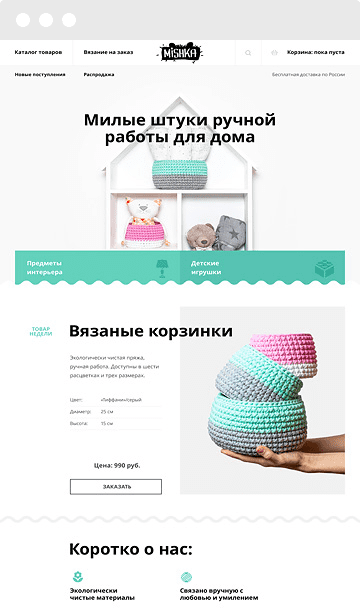 Каталог товаров
Вязание на заказ
MiSHKA
Корзина: пока пуста
Новые поступления
Распродажа
Бесплатная доставка по России
Милые штуки ручной
работы для дома
Предметы
интерьера
Детские
игрушки
ТОВАР
НЕДЕЛИ
Вязаные корзинки
Экологически чистая пряжа,
ручная работа. Доступны в шести
расцветках и трех размерах.
Цвет: «Тиффани»/серый
Диаметр: 25 см
Высота: 15 см
Цена: 990 руб.
ЗАКАЗАТЬ
Коротко о нас:
Экологически
чистые материалы
Связано вручную с
любовью и умилением